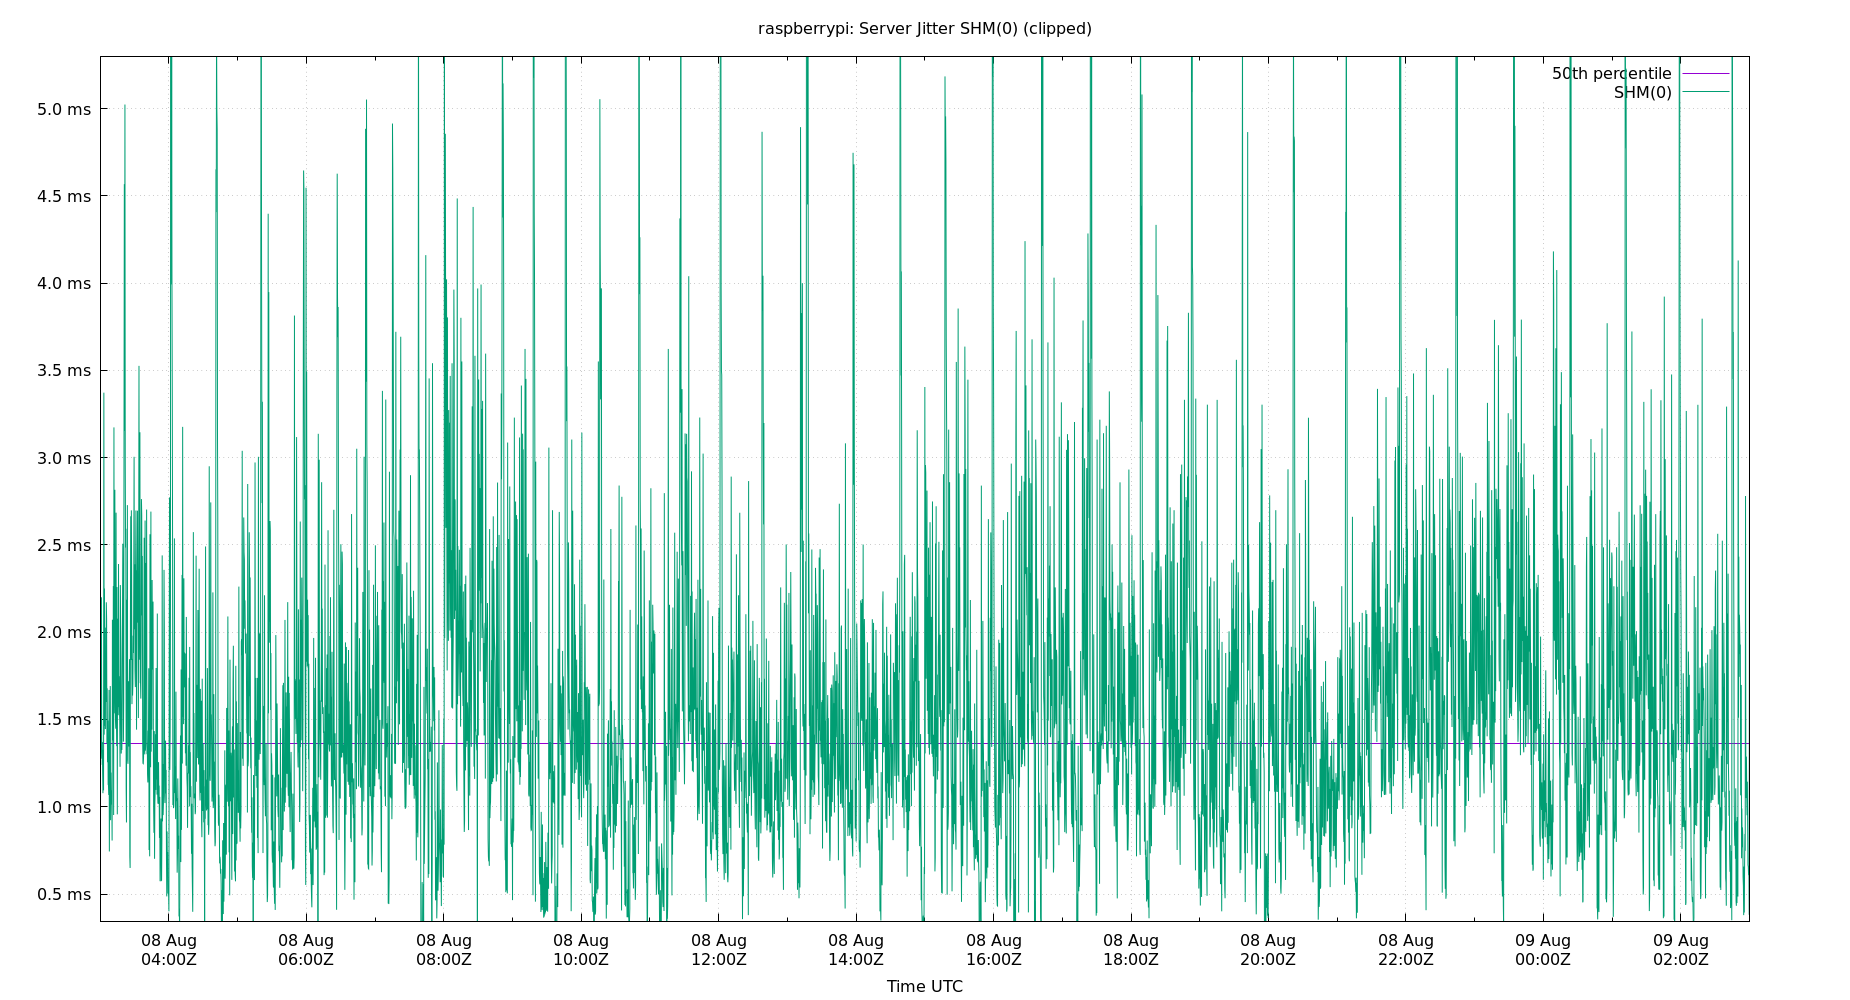 raspberrypi: Server Jitter SHM(0) (clipped)
50th percentile
SHM(0)
5.0 ms
4.5 ms
4.0 ms
3.5 ms
3.0 ms
2.5 ms
2.0 ms
1.5 ms
1.0 ms
0.5 ms
08 Aug 08 Aug 08 Aug 08 Aug 08 Aug 08 Aug 08 Aug 08 Aug 08 Aug 08 Aug 09 Aug 09 Aug
04:00Z 06:00Z 08:00Z 10:00Z 12:00Z 14:00Z 16:00Z 18:00Z 20:00Z 22:00Z 00:00Z 02:00Z
Time UTC